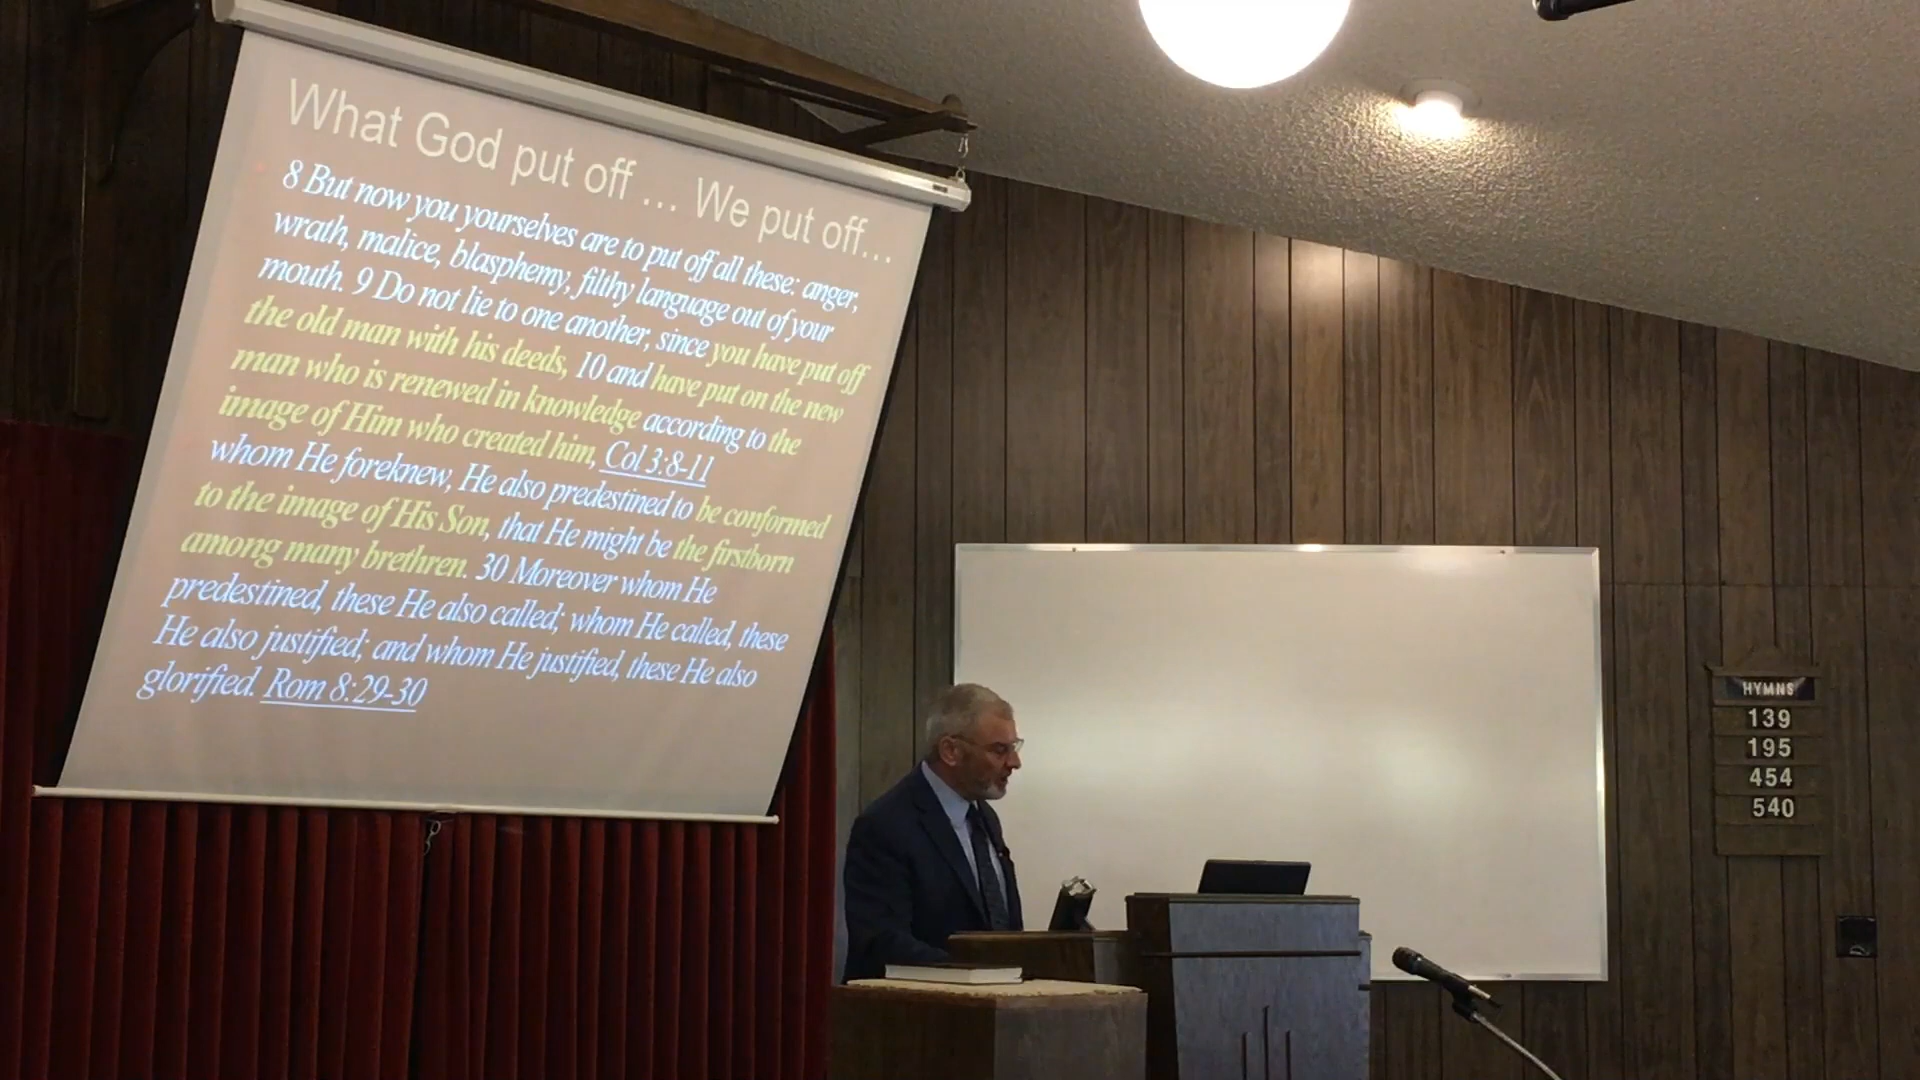 What God put off ... We put off...
8 But now you yourselves are to put off all these: anger,
wrath, malice, blasphemy, filthy language out of your
mouth. 9 Do not lie to one another, since you have put off
the old man with his deeds, 10 and have put on the new
man who is renewed in knowledge according to the
image of Him who created him, Col 3:8-11
whom He foreknew, He also predestined to be conformed
to the image of His Son, that He might be the firstborn
among many brethren. 30 Moreover whom He
predestined, these He also called; whom He called, these
He also justified; and whom He justified, these He also
glorified. Rom 8:29-30
HYMNS
139
195
454
540